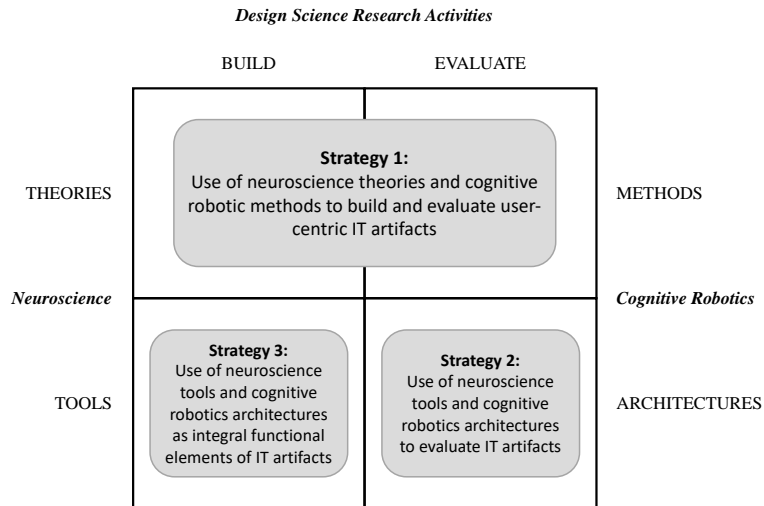 Design Science Research Activities
BUILD
EVALUATE
THEORIES
Strategy 1:
Use of neuroscience theories and cognitive
robotic methods to build and evaluate user-
centric IT artifacts
METHODS
Neuroscience
Cognitive Robotics
TOOLS
Strategy 3:
Use of neuroscience
tools and cognitive
robotics architectures
as integral functional
elements of IT artifacts
Strategy 2:
Use of neuroscience
tools and cognitive
robotics architectures
to evaluate IT artifacts
ARCHITECTURES